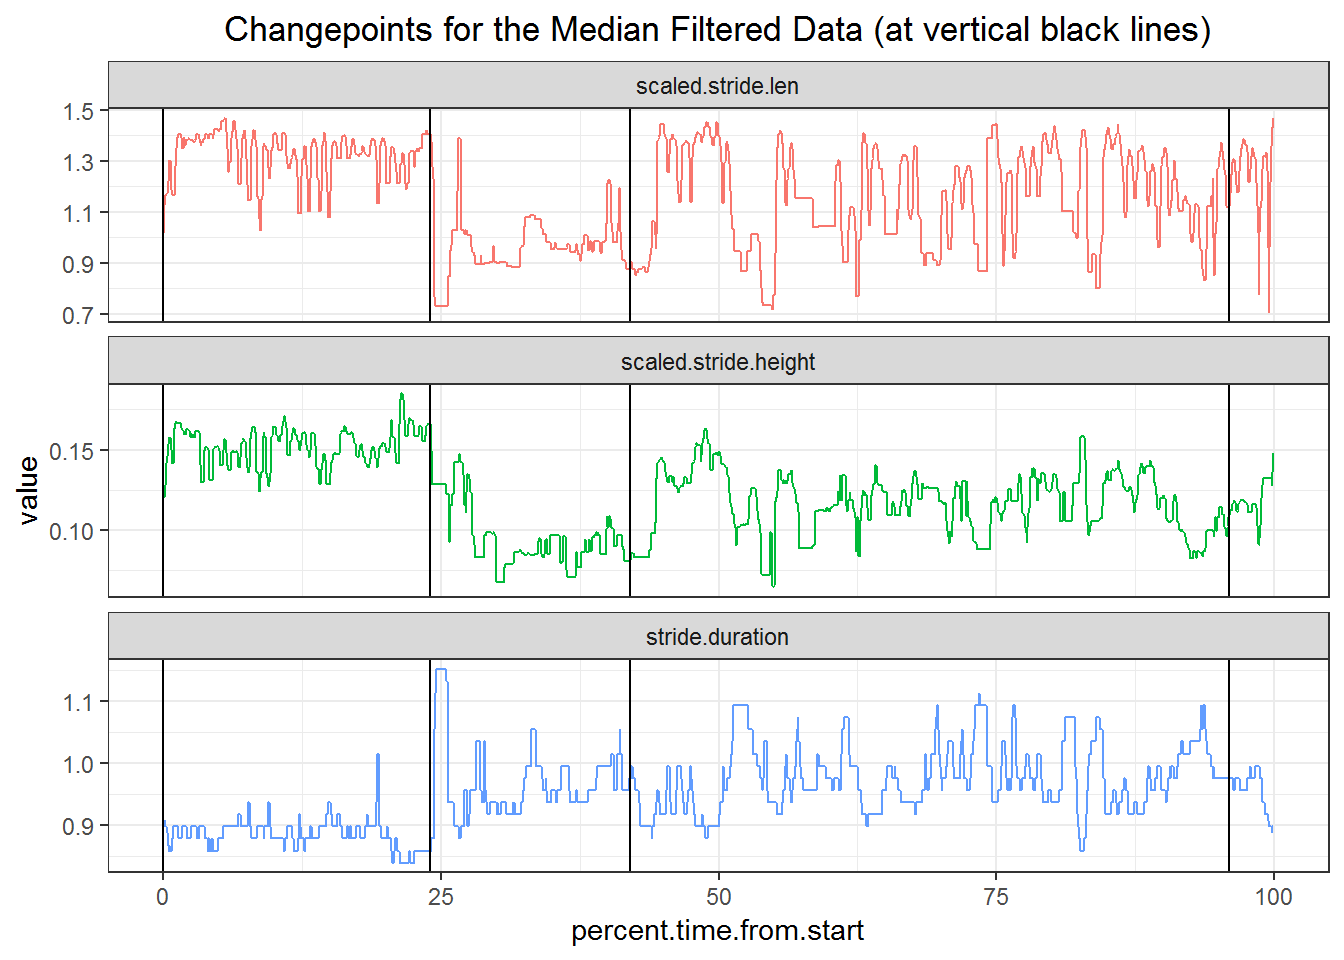 Changepoints for the Median Filtered Data (at vertical black lines)
scaled.stride.len
1.5
1.3
1.1
0.9
0.7
scaled.stride.height
0.15
0.10
value
stride.duration
1.1
1.0
0.9
0 25 50 75 100
percent.time.from.start